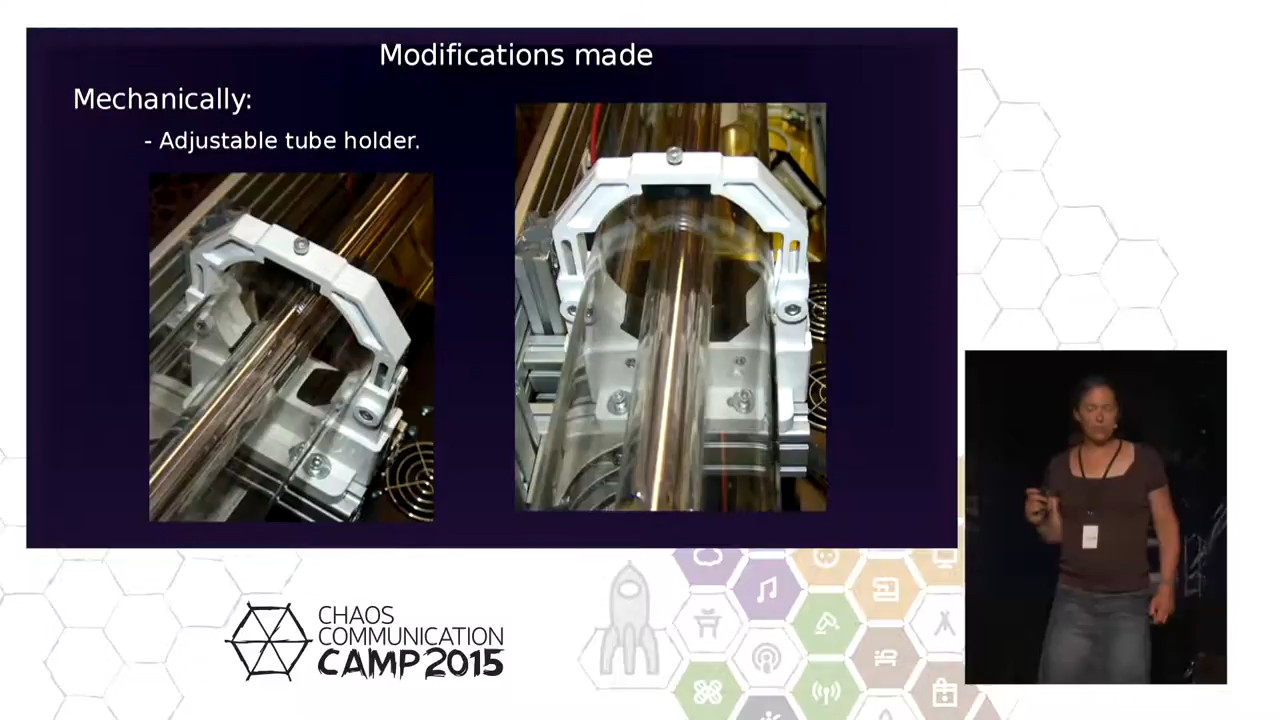 Modifications made
Mechanically:
- Adjustable tube holder.
CHAOS
COMMUNICATION
CAMP 2015